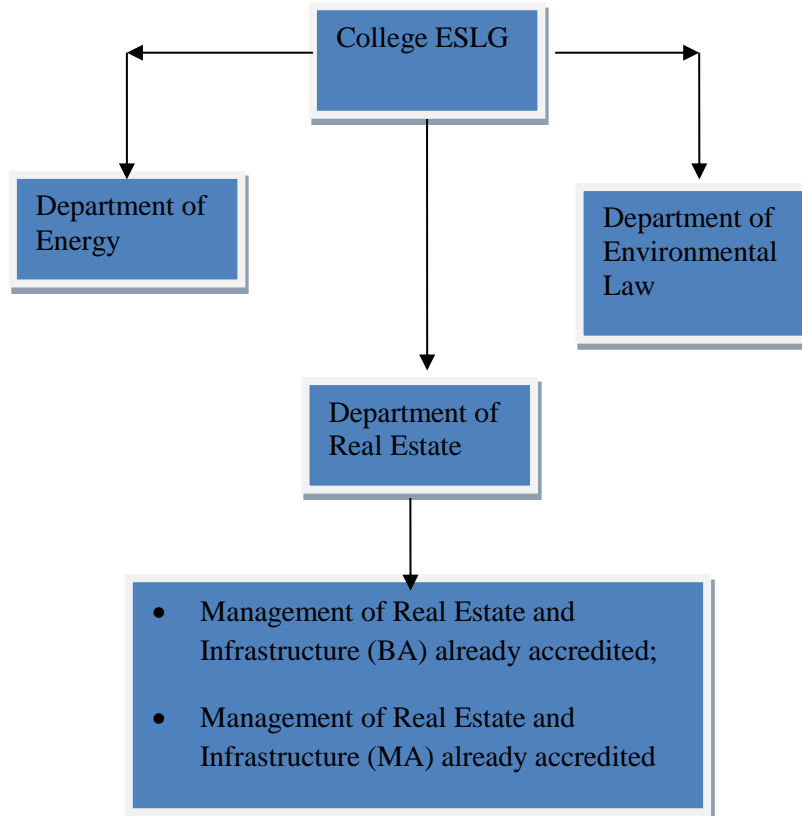 College ESLG
Department of
Energy
Department of
Environmental
Law
Department of
Real Estate
• Management of Real Estate and
Infrastructure (BA) already accredited;
• Management of Real Estate and
Infrastructure (MA) already accredited